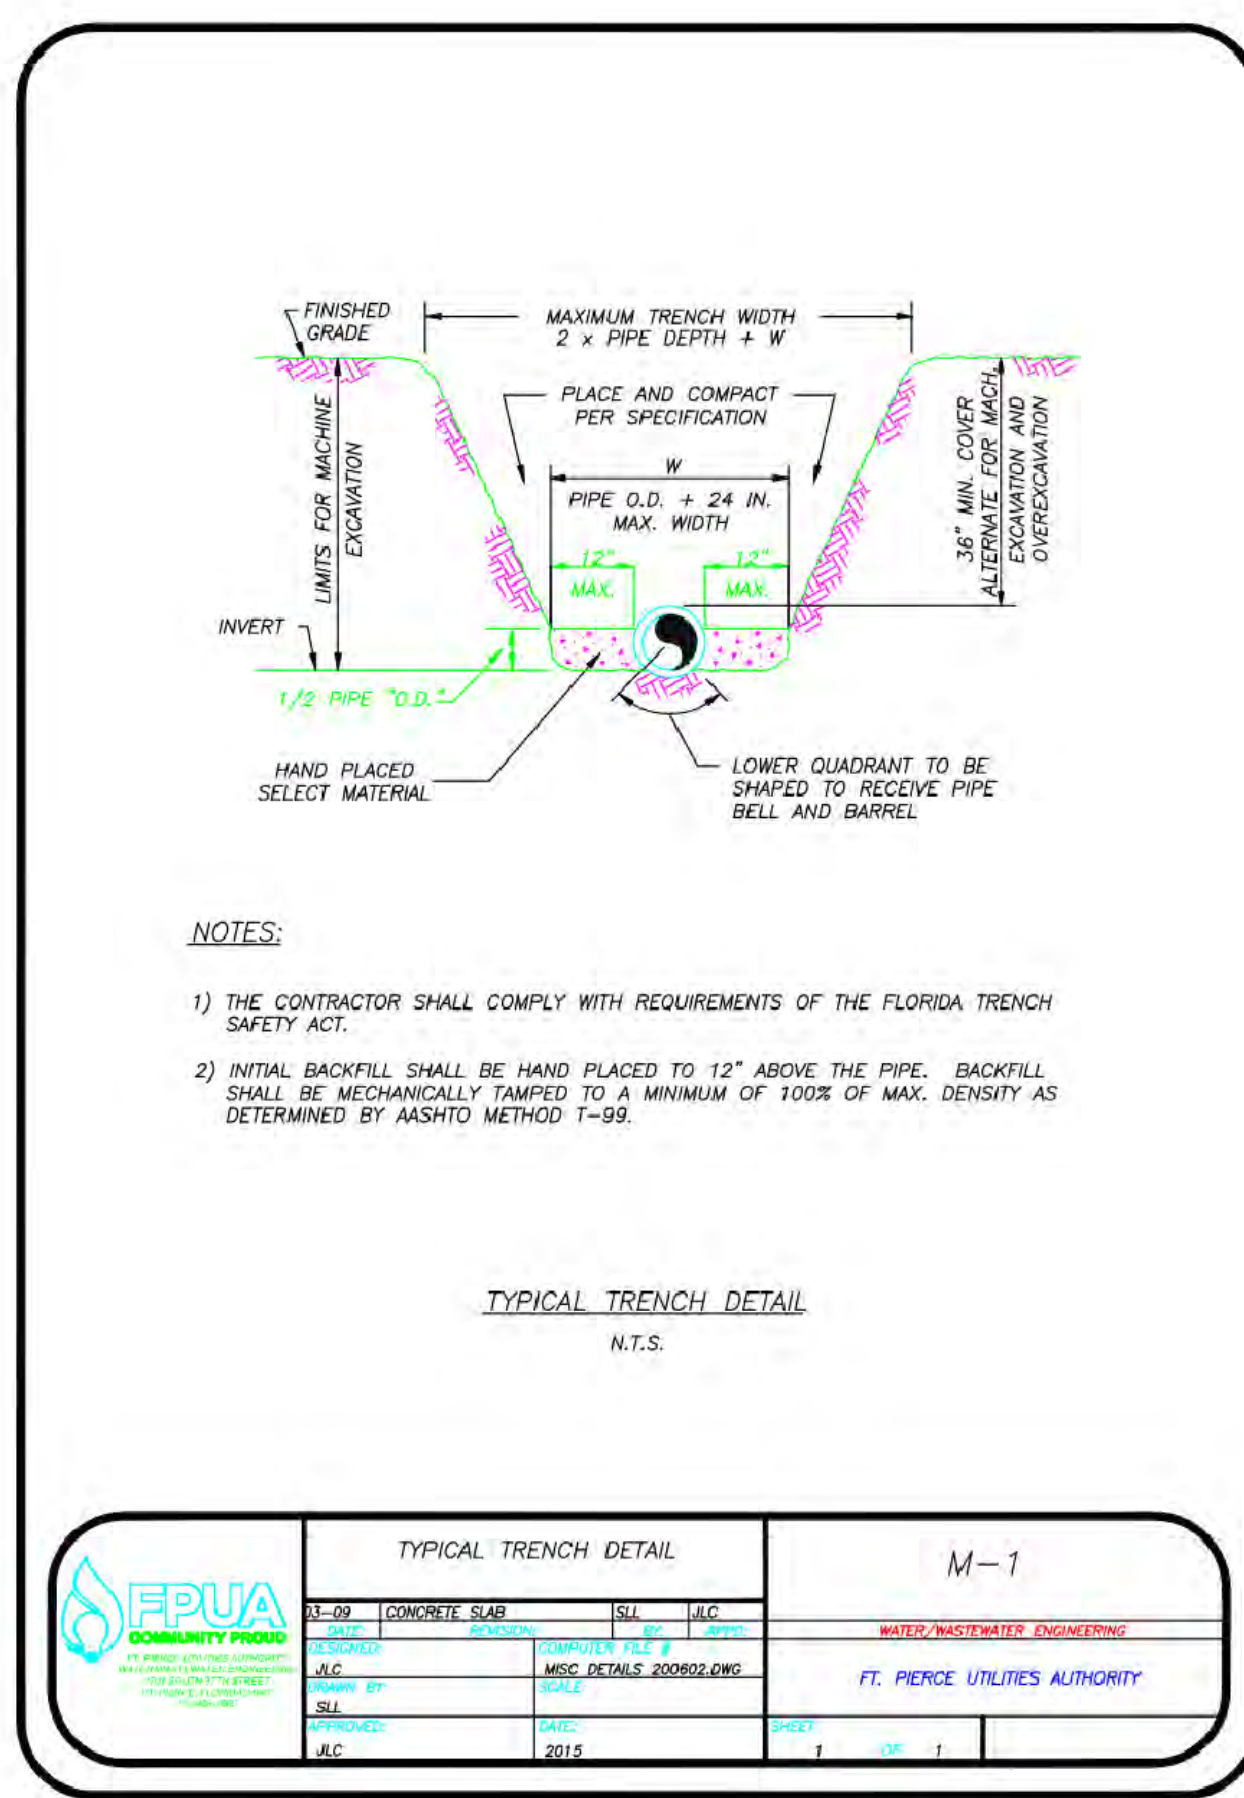 FINISHED
GRADE
MAXIMUM TRENCH WIDTH
2 x PIPE DEPTH + W
PLACE AND COMPACT
PER SPECIFICATION
LIMITS FOR MACHINE
EXCAVATION
36" MIN. COVER
ALTERNATE FOR MACH.
EXCAVATION AND
OVEREXCAVATION
W
PIPE O.D. + 24 IN.
MAX. WIDTH
12"
MAX.
12"
MAX.
INVERT
1/2 PIPE "O.D."
HAND PLACED
SELECT MATERIAL
LOWER QUADRANT TO BE
SHAPED TO RECEIVE PIPE
BELL AND BARREL
NOTES:
1) THE CONTRACTOR SHALL COMPLY WITH REQUIREMENTS OF THE FLORIDA TRENCH
SAFETY ACT.
2) INITIAL BACKFILL SHALL BE HAND PLACED TO 12" ABOVE THE PIPE. BACKFILL
SHALL BE MECHANICALLY TAMPED TO A MINIMUM OF 100% OF MAX. DENSITY AS
DETERMINED BY AASHTO METHOD T-99.
TYPICAL TRENCH DETAIL
N.T.S.
FPUA
COMMUNITY PROUD
FT. PIERCE UTILITIES AUTHORITY
WATER/WASTEWATER ENGINEERING
TYPICAL TRENCH DETAIL
03-09 CONCRETE SLAB SLL JLC
DATE: REVISION: BY: APPD:
DESIGNED:
JLC
COMPUTER FILE #
MISC DETAILS 200602.DWG
DRAWN BY:
SLL
SCALE:
APPROVED:
JLC
DATE:
2015
M-1
WATER/WASTEWATER ENGINEERING
FT. PIERCE UTILITIES AUTHORITY
SHEET
1 OF 1